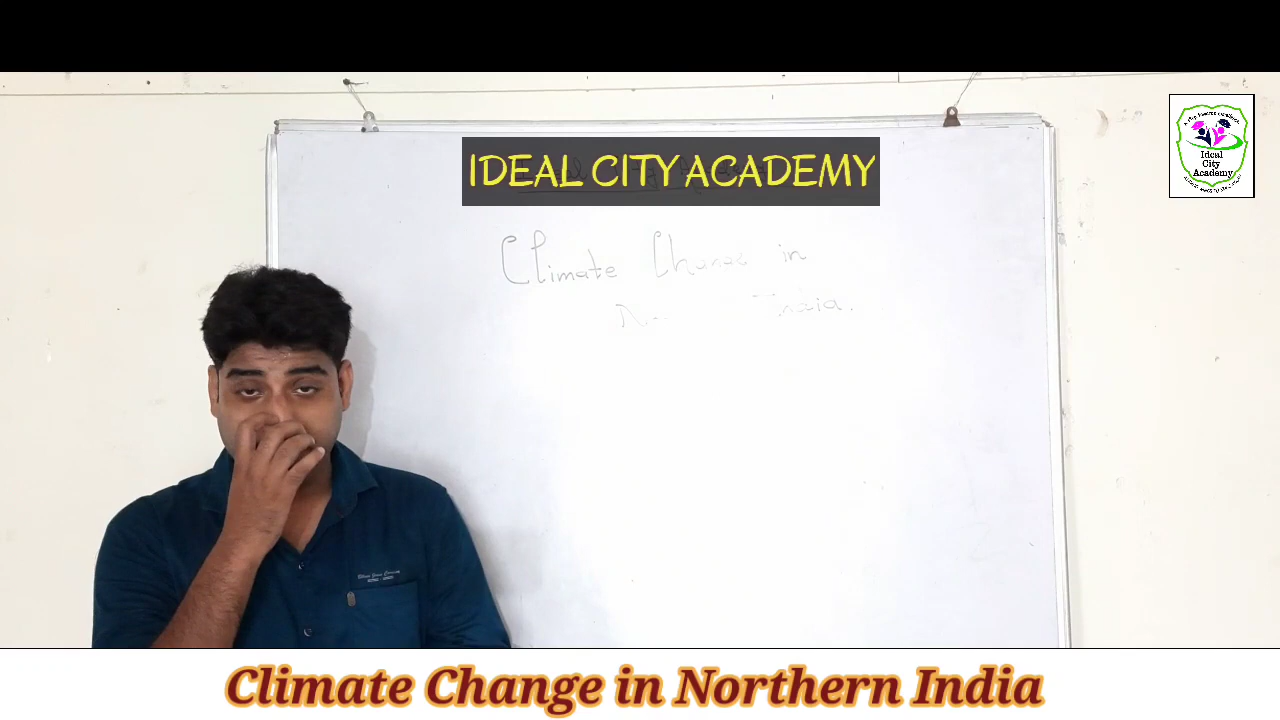 IDEAL CITY ACADEMY
Ideal
City
Academy
Climate Change in
India.
Climate Change in Northern India